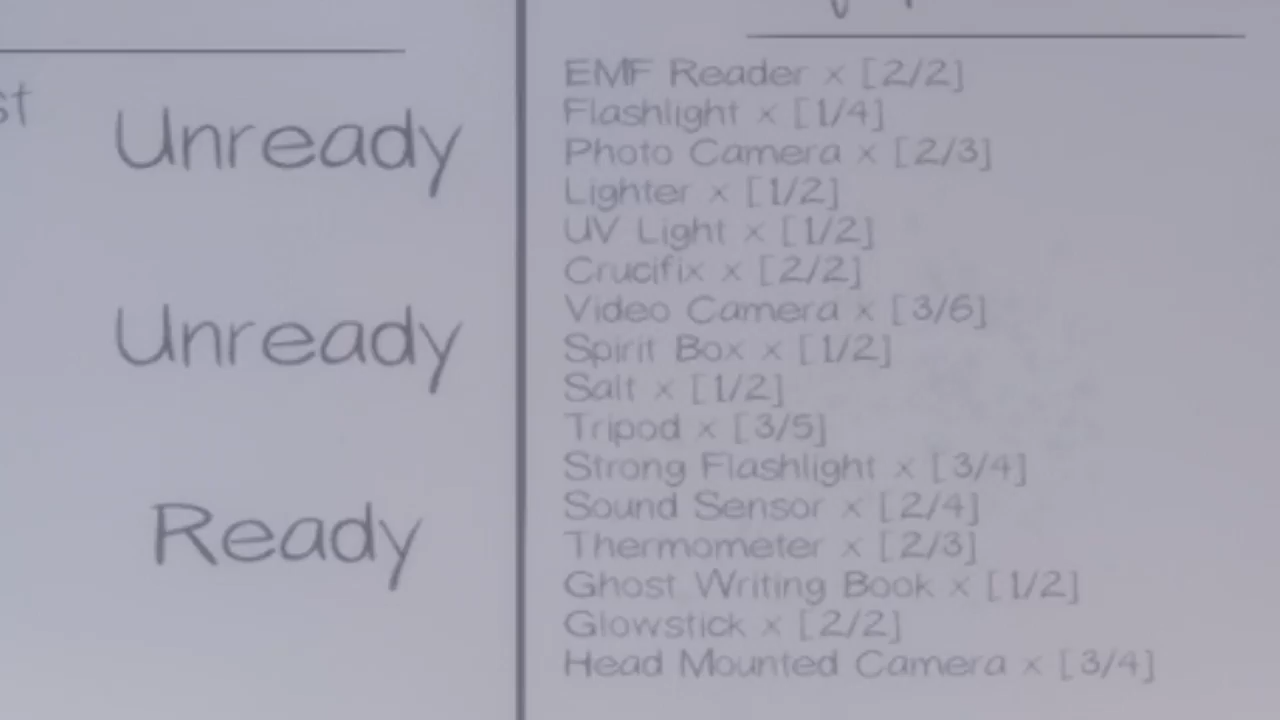 st
Unready
Unready
Ready
EMF Reader x [2/2]
Flashlight x [1/4]
Photo Camera x [2/3]
Lighter x [1/2]
UV Light x [1/2]
Crucifix x [2/2]
Video Camera x [3/6]
Spirit Box x [1/2]
Salt x [1/2]
Tripod x [3/5]
Strong Flashlight x [3/4]
Sound Sensor x [2/4]
Thermometer x [2/3]
Ghost Writing Book x [1/2]
Glowstick x [2/2]
Head Mounted Camera x [3/4]